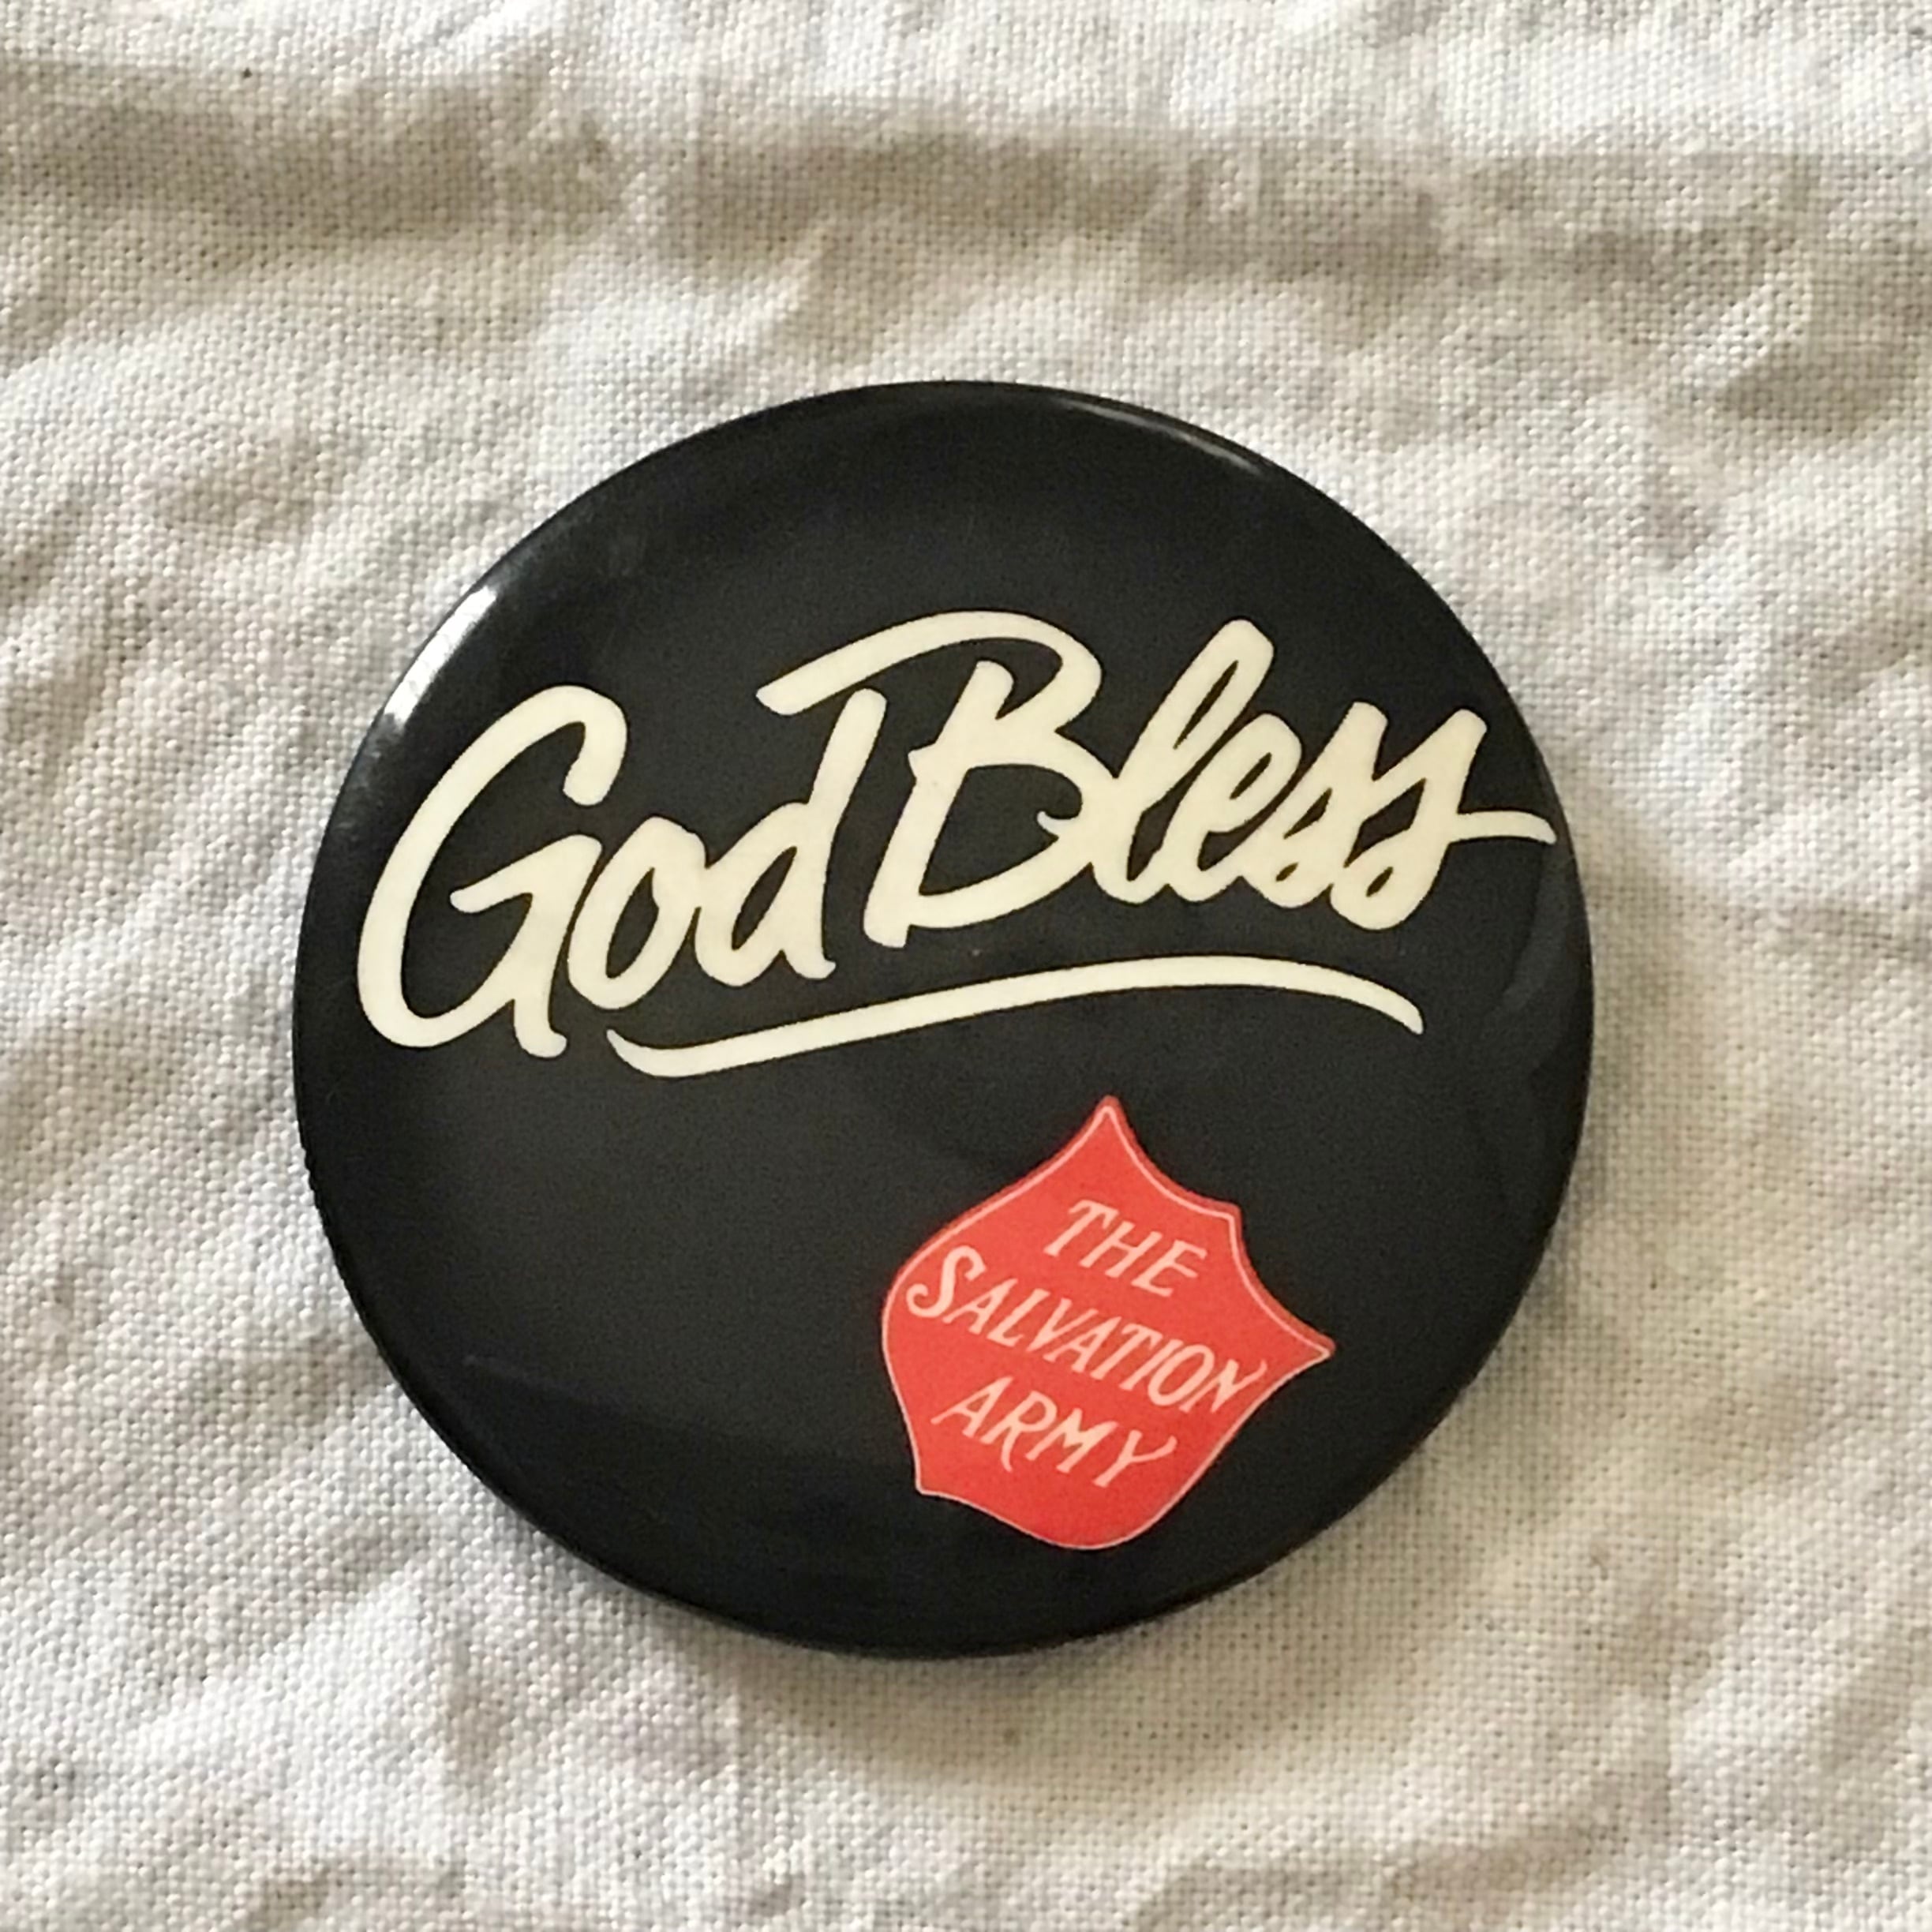 God Bless
THE
SALVATION
ARMY